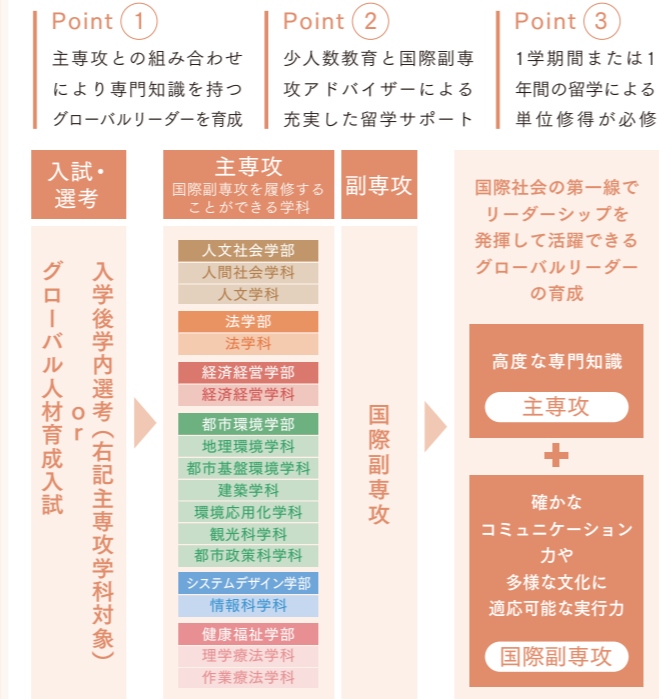 Point 1
主専攻との組み合わせ
により専門知識を持つ
グローバルリーダーを育成
Point 2
少人数教育と国際副専
攻アドバイザーによる
充実した留学サポート
Point 3
1学期間または1
年間の留学による
単位修得が必修
入試・
選考
グローバル人材育成入試
or
入学後学内選考(右記主専攻学科対象)
主専攻
国際副専攻を履修する
ことができる学科
人文社会学部
人間社会学科
人文学科
法学部
法学科
経済経営学部
経済経営学科
都市環境学部
地理環境学科
都市基盤環境学科
建築学科
環境応用化学科
観光科学科
都市政策科学科
システムデザイン学部
情報科学科
健康福祉学部
理学療法学科
作業療法学科
副専攻
国際副専攻
国際社会の第一線で
リーダーシップを
発揮して活躍できる
グローバルリーダー
の育成
高度な専門知識
主専攻
+
確かな
コミュニケーション
力や
多様な文化に
適応可能な実行力
国際副専攻